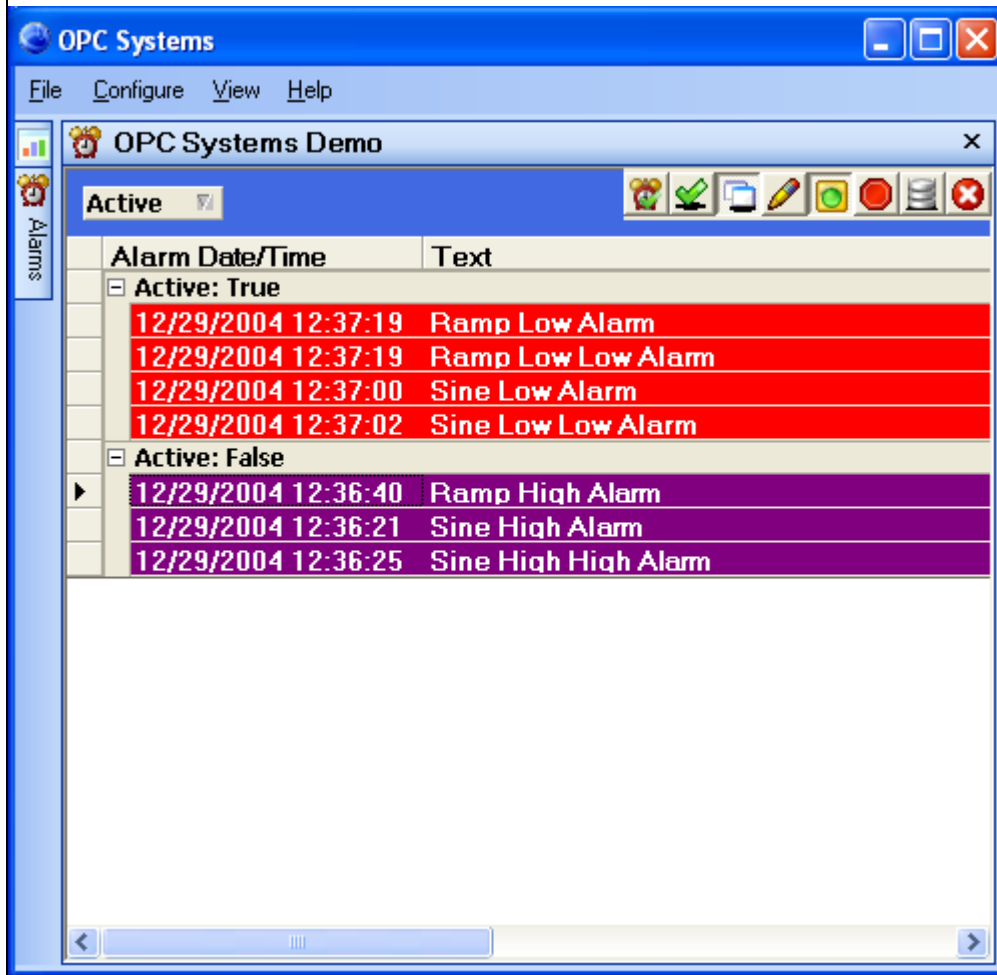 OPC Systems
File Configure View Help
OPC Systems Demo
Alarms
Active
Alarm Date/Time Text
Active: True
12/29/2004 12:37:19 Ramp Low Alarm
12/29/2004 12:37:19 Ramp Low Low Alarm
12/29/2004 12:37:00 Sine Low Alarm
12/29/2004 12:37:02 Sine Low Low Alarm
Active: False
12/29/2004 12:36:40 Ramp High Alarm
12/29/2004 12:36:21 Sine High Alarm
12/29/2004 12:36:25 Sine High High Alarm